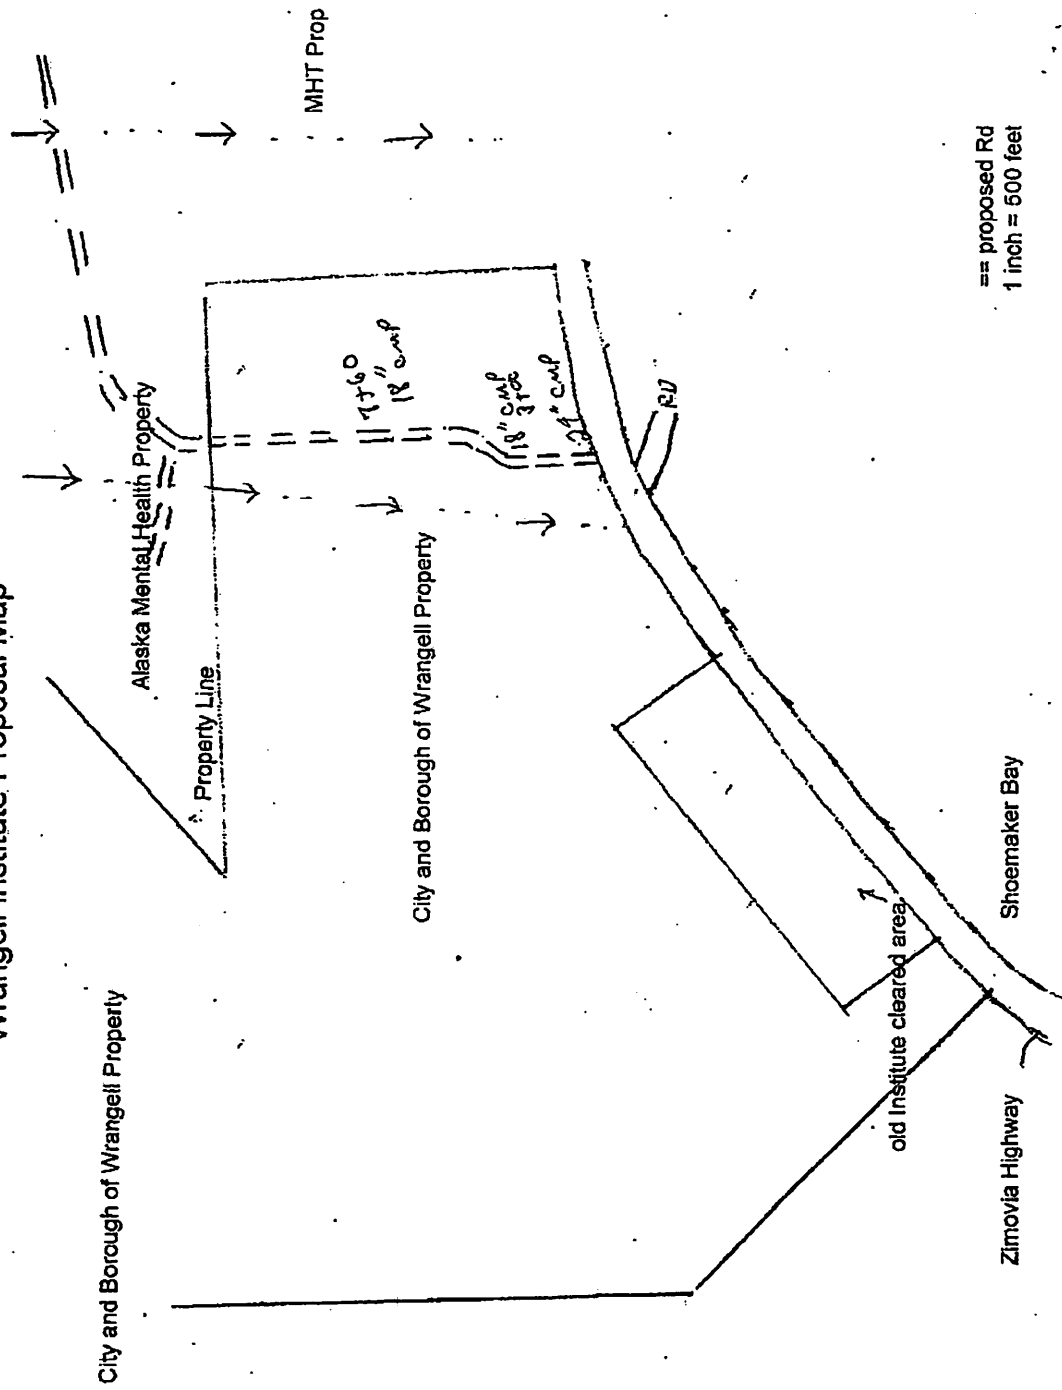 Wrangell Institute Proposal Map
City and Borough of Wrangell Property
Alaska Mental Health Property
MHT Prop
Property Line
7+60
18" cmp
City and Borough of Wrangell Property
18" cmp
24" cmp
RD
old Institute cleared area
Zimovia Highway
Shoemaker Bay
== proposed Rd
1 inch = 500 feet